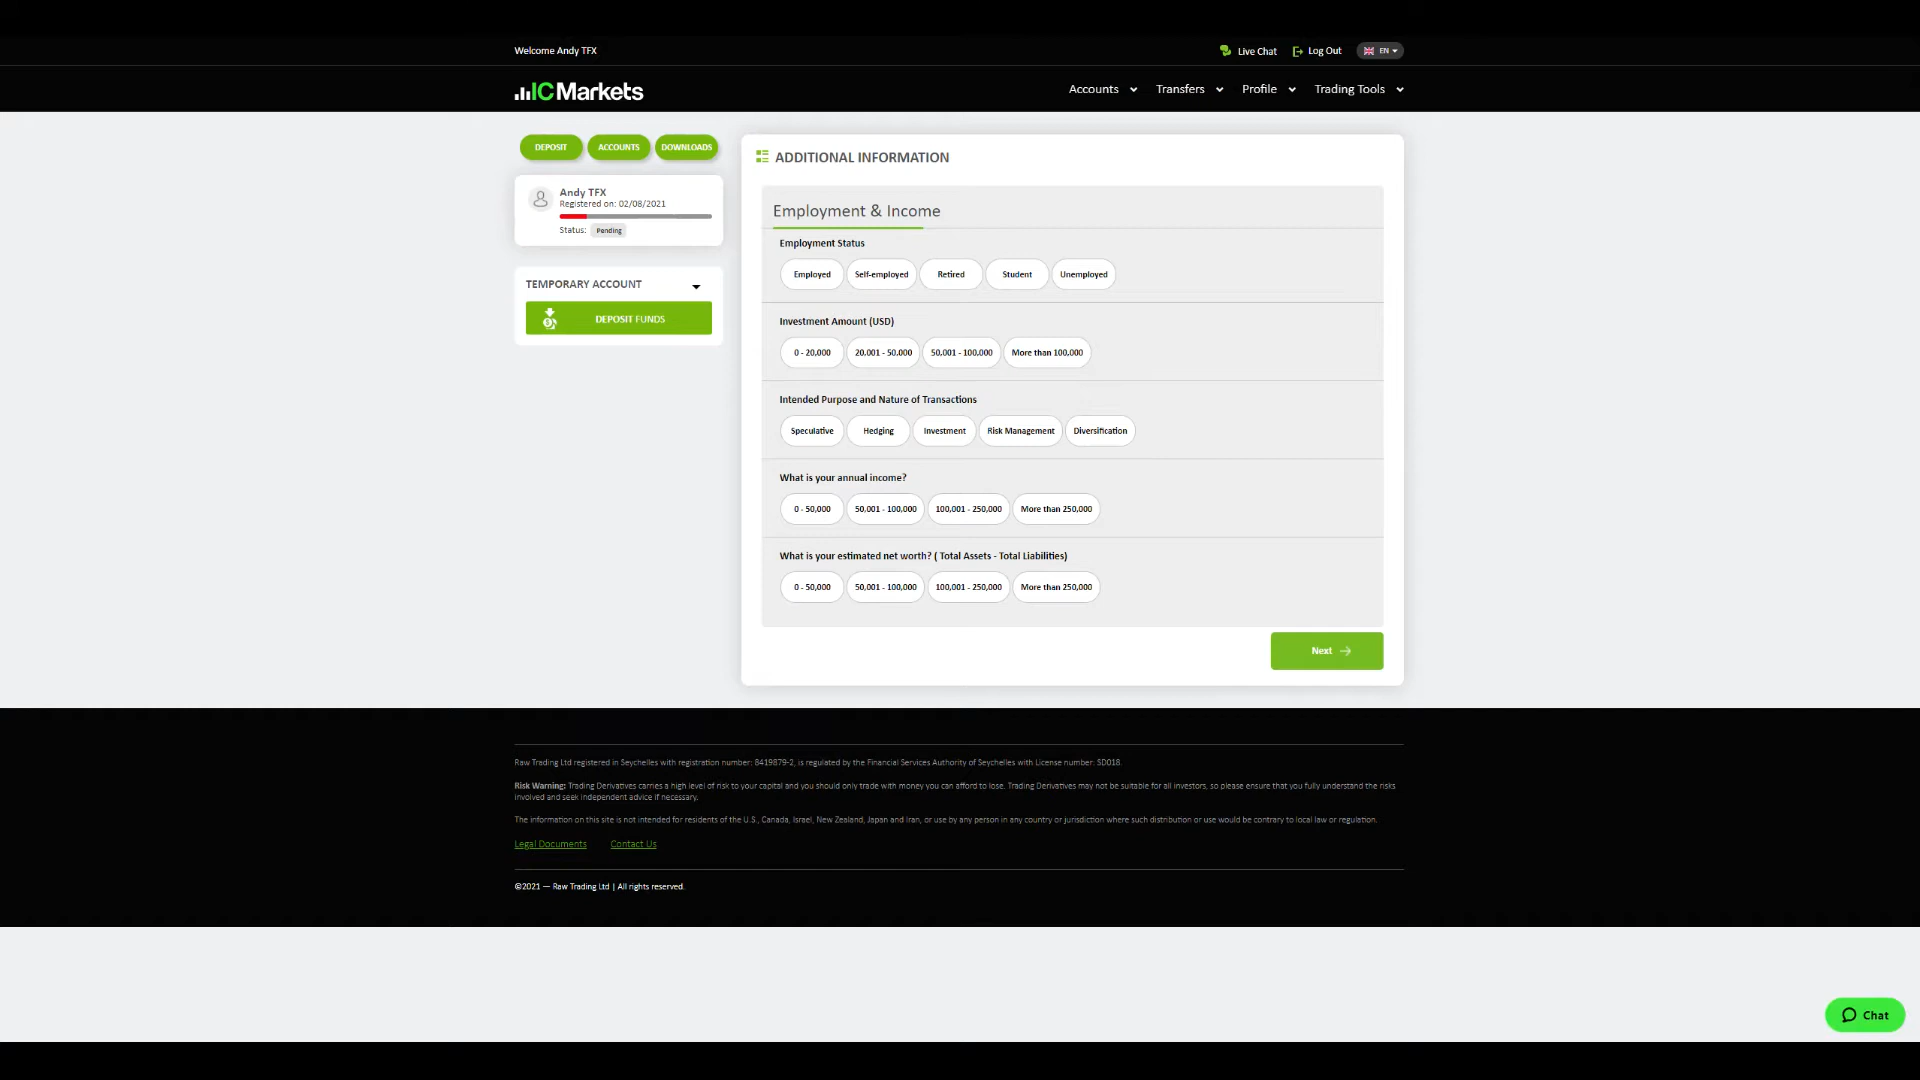 Welcome Andy TFX
Live Chat
Log Out
EN
ICMarkets
Accounts
Transfers
Profile
Trading Tools
DEPOSIT
ACCOUNTS
DOWNLOADS
Andy TFX
Registered on: 02/08/2021
Status: Pending
TEMPORARY ACCOUNT
DEPOSIT FUNDS
ADDITIONAL INFORMATION
Employment & Income
Employment Status
Employed
Self-employed
Retired
Student
Unemployed
Investment Amount (USD)
0 - 20,000
20,001 - 50,000
50,001 - 100,000
More than 100,000
Intended Purpose and Nature of Transactions
Speculative
Hedging
Investment
Risk Management
Diversification
What is your annual income?
0 - 50,000
50,001 - 100,000
100,001 - 250,000
More than 250,000
What is your estimated net worth? ( Total Assets - Total Liabilities)
0 - 50,000
50,001 - 100,000
100,001 - 250,000
More than 250,000
Next
Raw Trading Ltd registered in Seychelles with registration number: 8419879-2, is regulated by the Financial Services Authority of Seychelles with License number: SD018.
Risk Warning: Trading Derivatives carries a high level of risk to your capital and you should only trade with money you can afford to lose. Trading Derivatives may not be suitable for all investors, so please ensure that you fully understand the risks
involved and seek independent advice if necessary.
The information on this site is not intended for residents of the U.S., Canada, Israel, New Zealand, Japan and Iran, or use by any person in any country or jurisdiction where such distribution or use would be contrary to local law or regulation.
Legal Documents
Contact Us
©2021 — Raw Trading Ltd | All rights reserved.
Chat